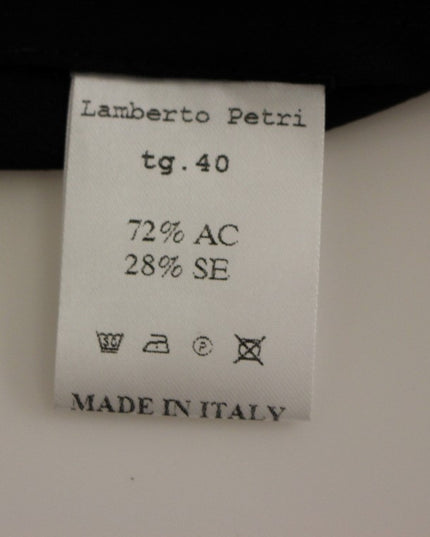 Lamberto Petri
tg.40
72% AC
28% SE
P
MADE IN ITALY